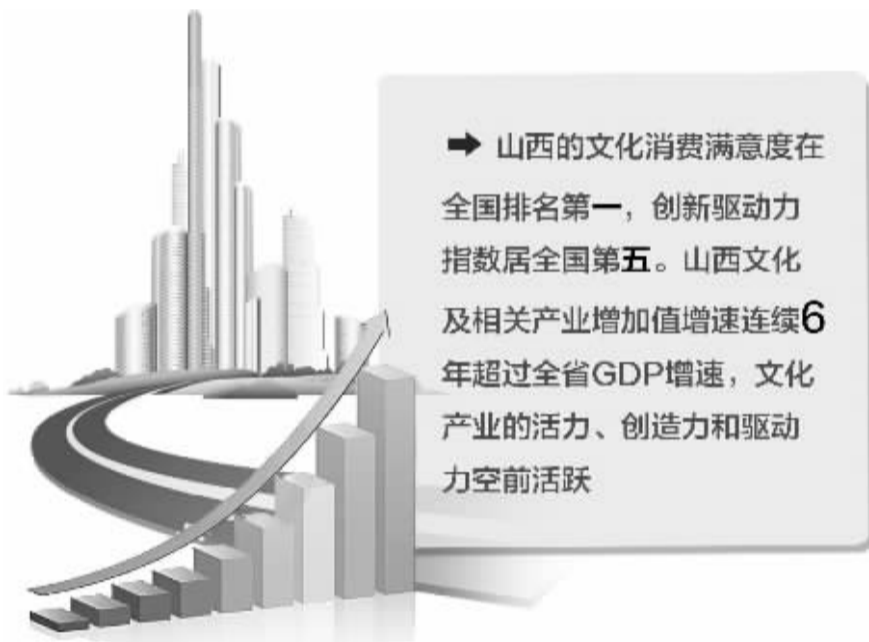 ➡ 山西的文化消费满意度在
全国排名第一，创新驱动力
指数居全国第五。山西文化
及相关产业增加值增速连续6
年超过全省GDP增速，文化
产业的活力、创造力和驱动
力空前活跃